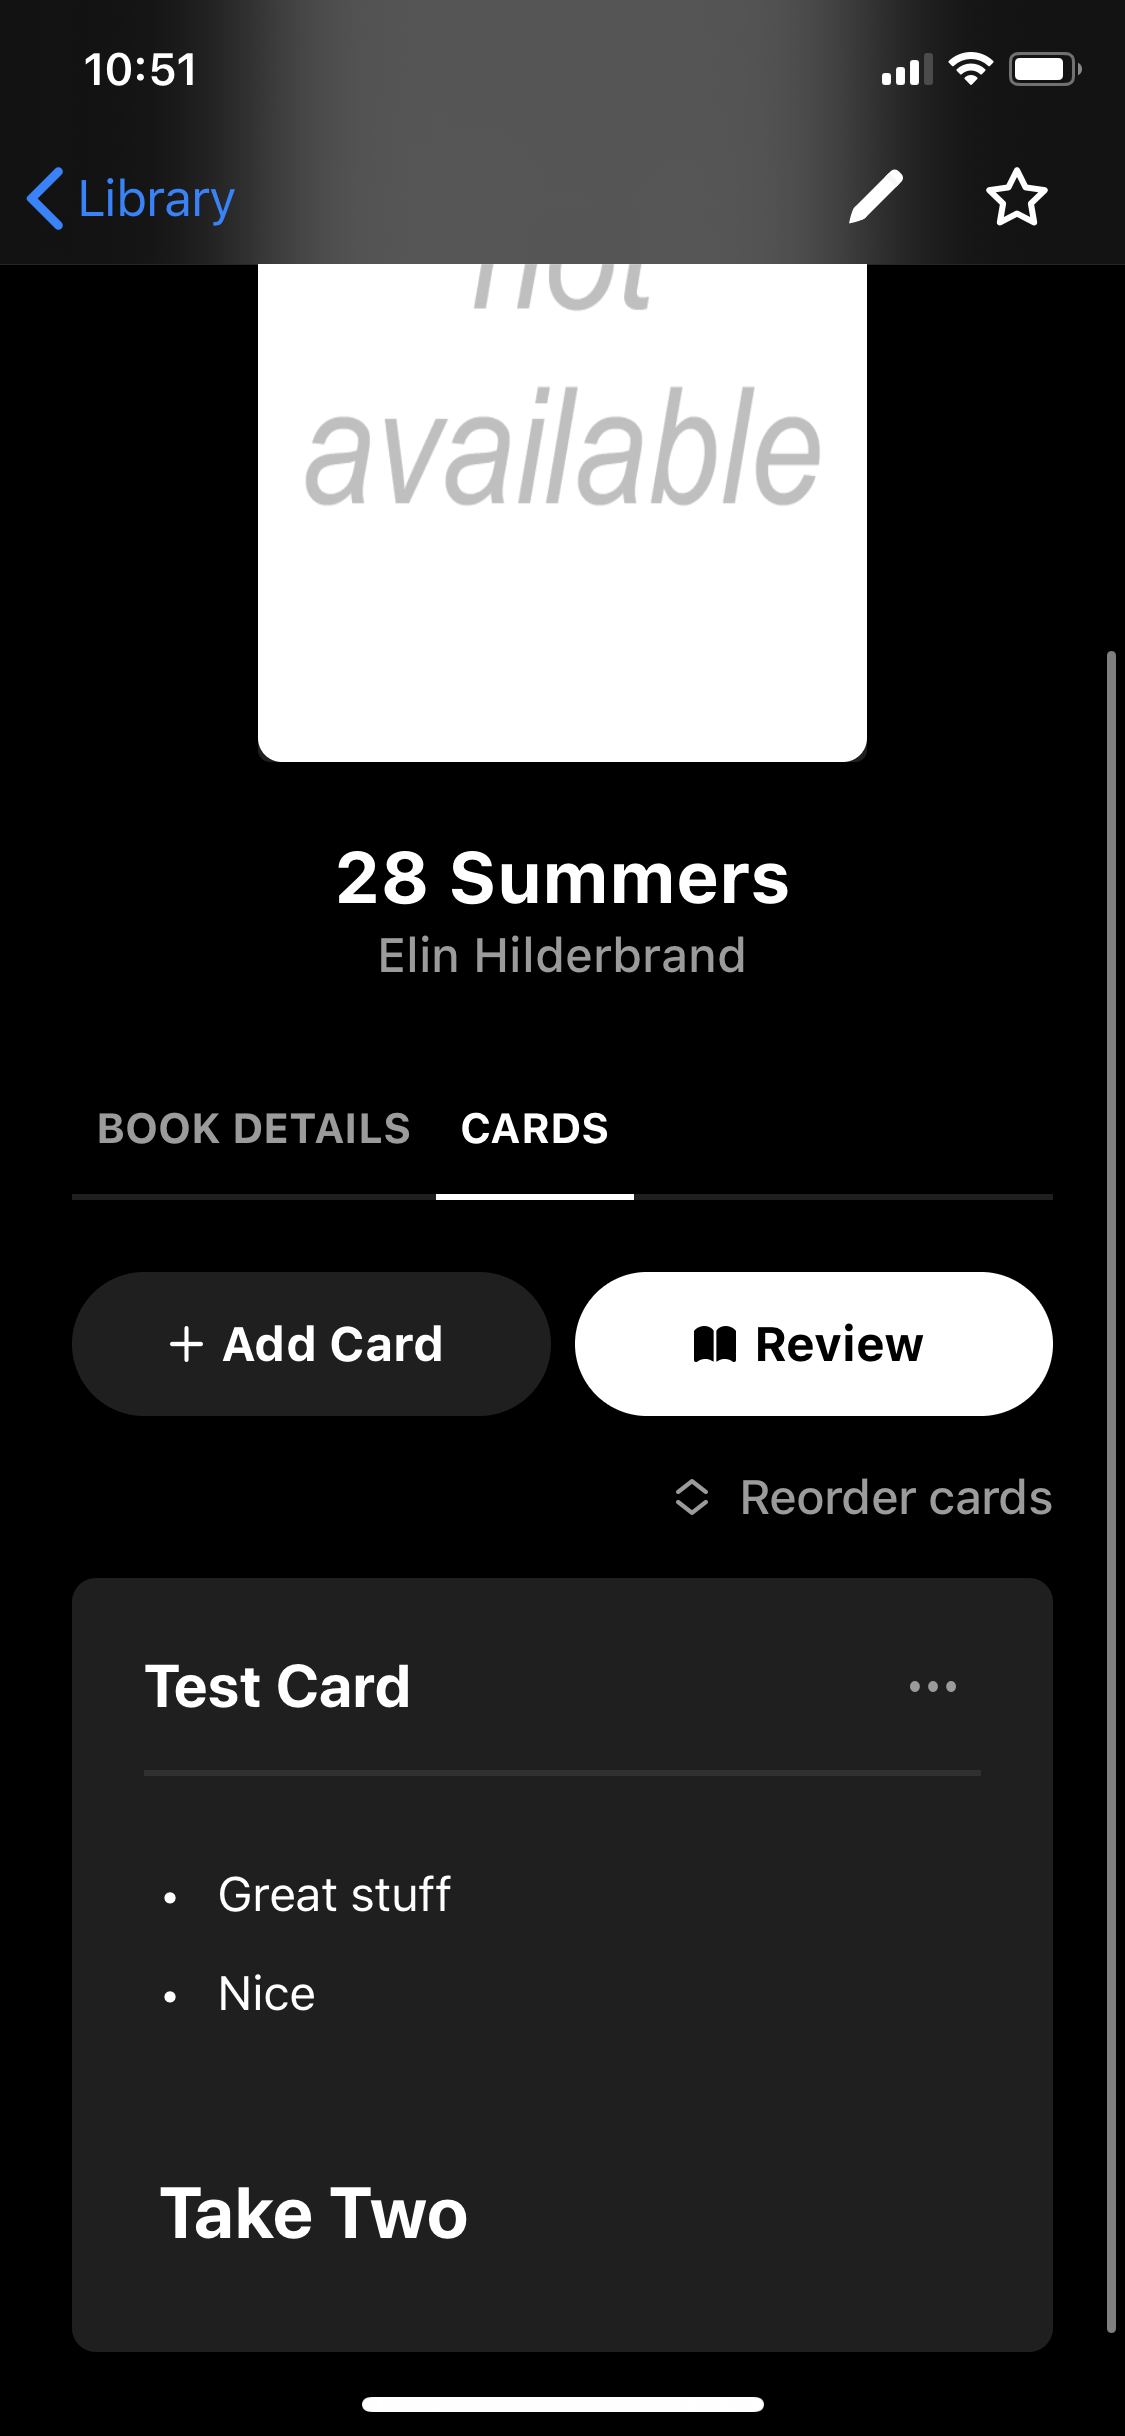 10:51
Library
not
available
28 Summers
Elin Hilderbrand
BOOK DETAILS CARDS
+ Add Card Review
Reorder cards
Test Card
• Great stuff
• Nice
Take Two